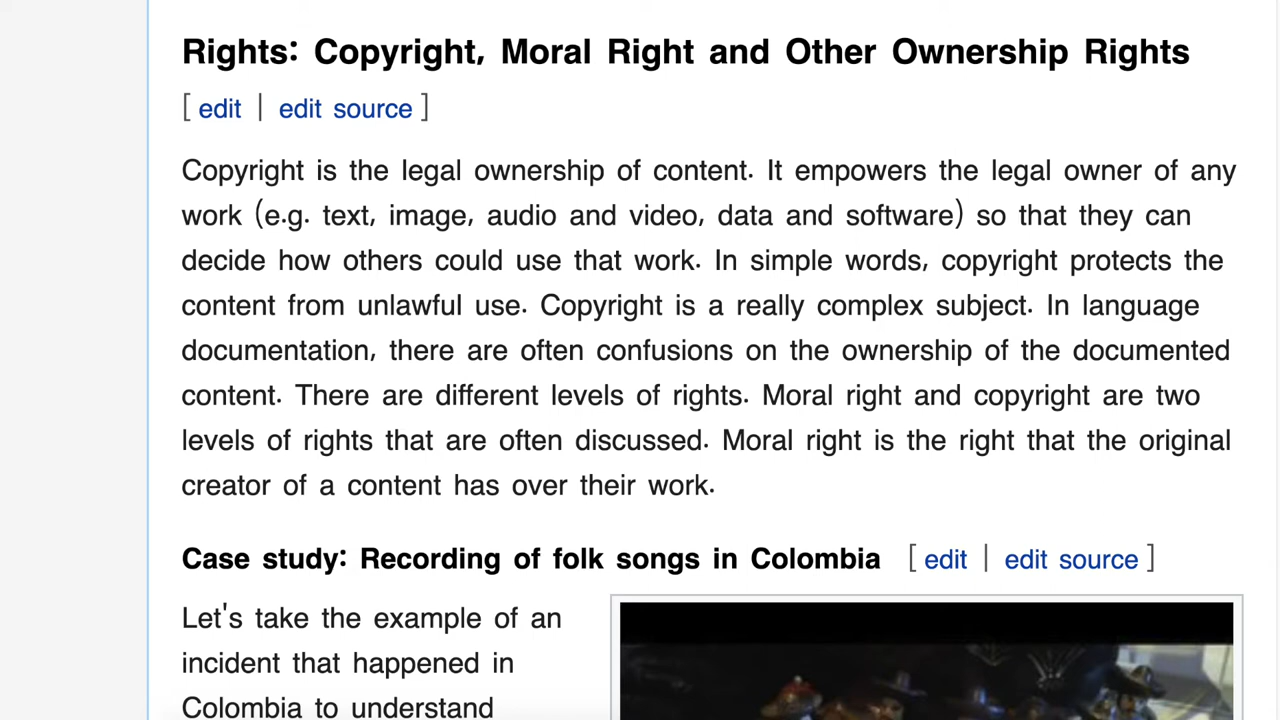 Rights: Copyright, Moral Right and Other Ownership Rights
[ edit | edit source ]
Copyright is the legal ownership of content. It empowers the legal owner of any
work (e.g. text, image, audio and video, data and software) so that they can
decide how others could use that work. In simple words, copyright protects the
content from unlawful use. Copyright is a really complex subject. In language
documentation, there are often confusions on the ownership of the documented
content. There are different levels of rights. Moral right and copyright are two
levels of rights that are often discussed. Moral right is the right that the original
creator of a content has over their work.
Case study: Recording of folk songs in Colombia [ edit | edit source ]
Let's take the example of an
incident that happened in
Colombia to understand